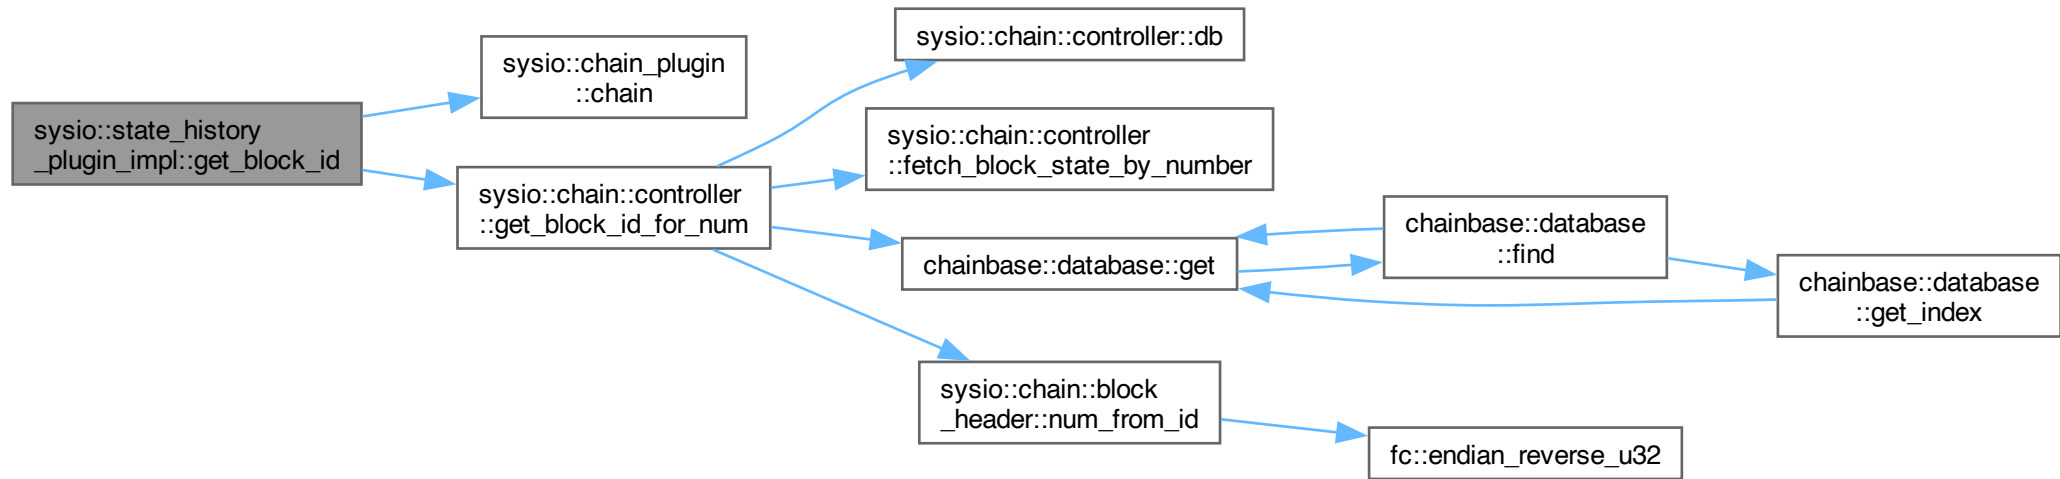 sysio::state_history
_plugin_impl::get_block_id
sysio::chain_plugin
::chain
sysio::chain::controller
::get_block_id_for_num
sysio::chain::controller::db
sysio::chain::controller
::fetch_block_state_by_number
chainbase::database::get
sysio::chain::block
_header::num_from_id
chainbase::database
::find
chainbase::database
::get_index
fc::endian_reverse_u32